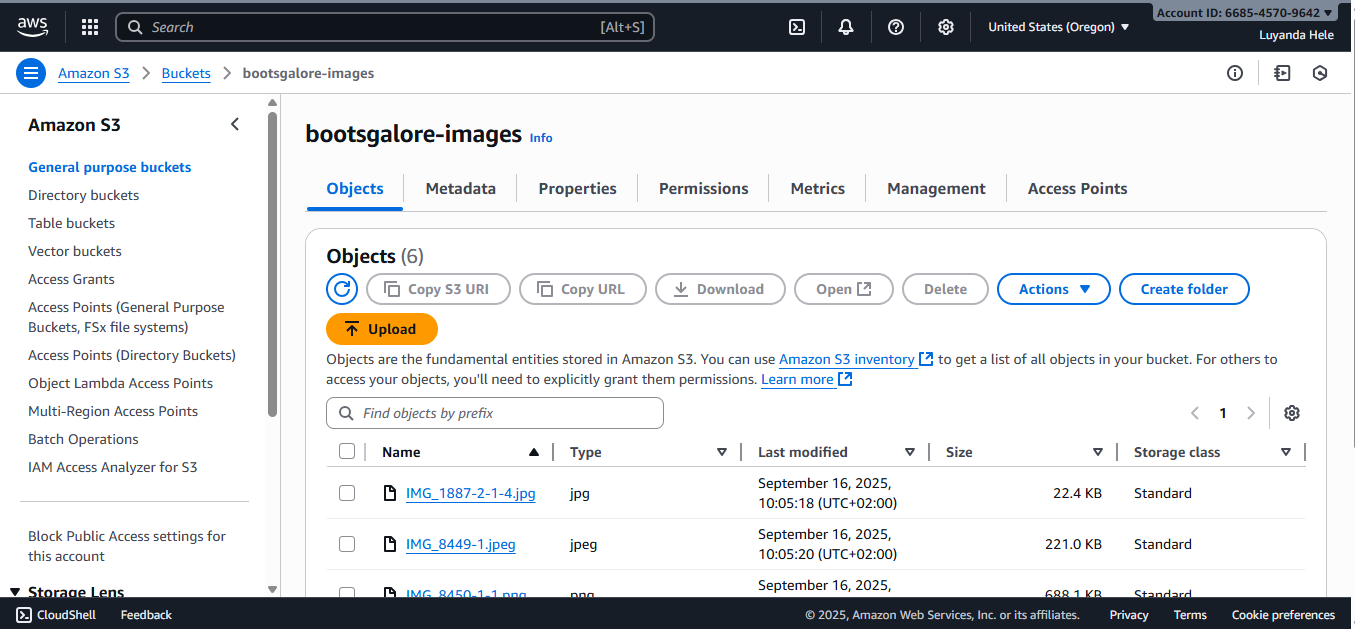 aws
Search [Alt+S]
United States (Oregon)
Account ID: 6685-4570-9642
Luyanda Hele
Amazon S3 Buckets bootsgalore-images
Amazon S3
General purpose buckets
Directory buckets
Table buckets
Vector buckets
Access Grants
Access Points (General Purpose
Buckets, FSx file systems)
Access Points (Directory Buckets)
Object Lambda Access Points
Multi-Region Access Points
Batch Operations
IAM Access Analyzer for S3
Block Public Access settings for
this account
Storage Lens
bootsgalore-images Info
Objects Metadata Properties Permissions Metrics Management Access Points
Objects (6)
Copy S3 URI Copy URL Download Open Delete Actions Create folder
Upload
Objects are the fundamental entities stored in Amazon S3. You can use Amazon S3 inventory to get a list of all objects in your bucket. For others to
access your objects, you'll need to explicitly grant them permissions. Learn more
Find objects by prefix
1
Name Type Last modified Size Storage class
IMG_1887-2-1-4.jpg jpg September 16, 2025, 10:05:18 (UTC+02:00) 22.4 KB Standard
IMG_8449-1.jpeg jpeg September 16, 2025, 10:05:20 (UTC+02:00) 221.0 KB Standard
IMG_8450-1-1.png png September 16, 2025, 688.1 KB Standard
CloudShell Feedback
© 2025, Amazon Web Services, Inc. or its affiliates. Privacy Terms Cookie preferences